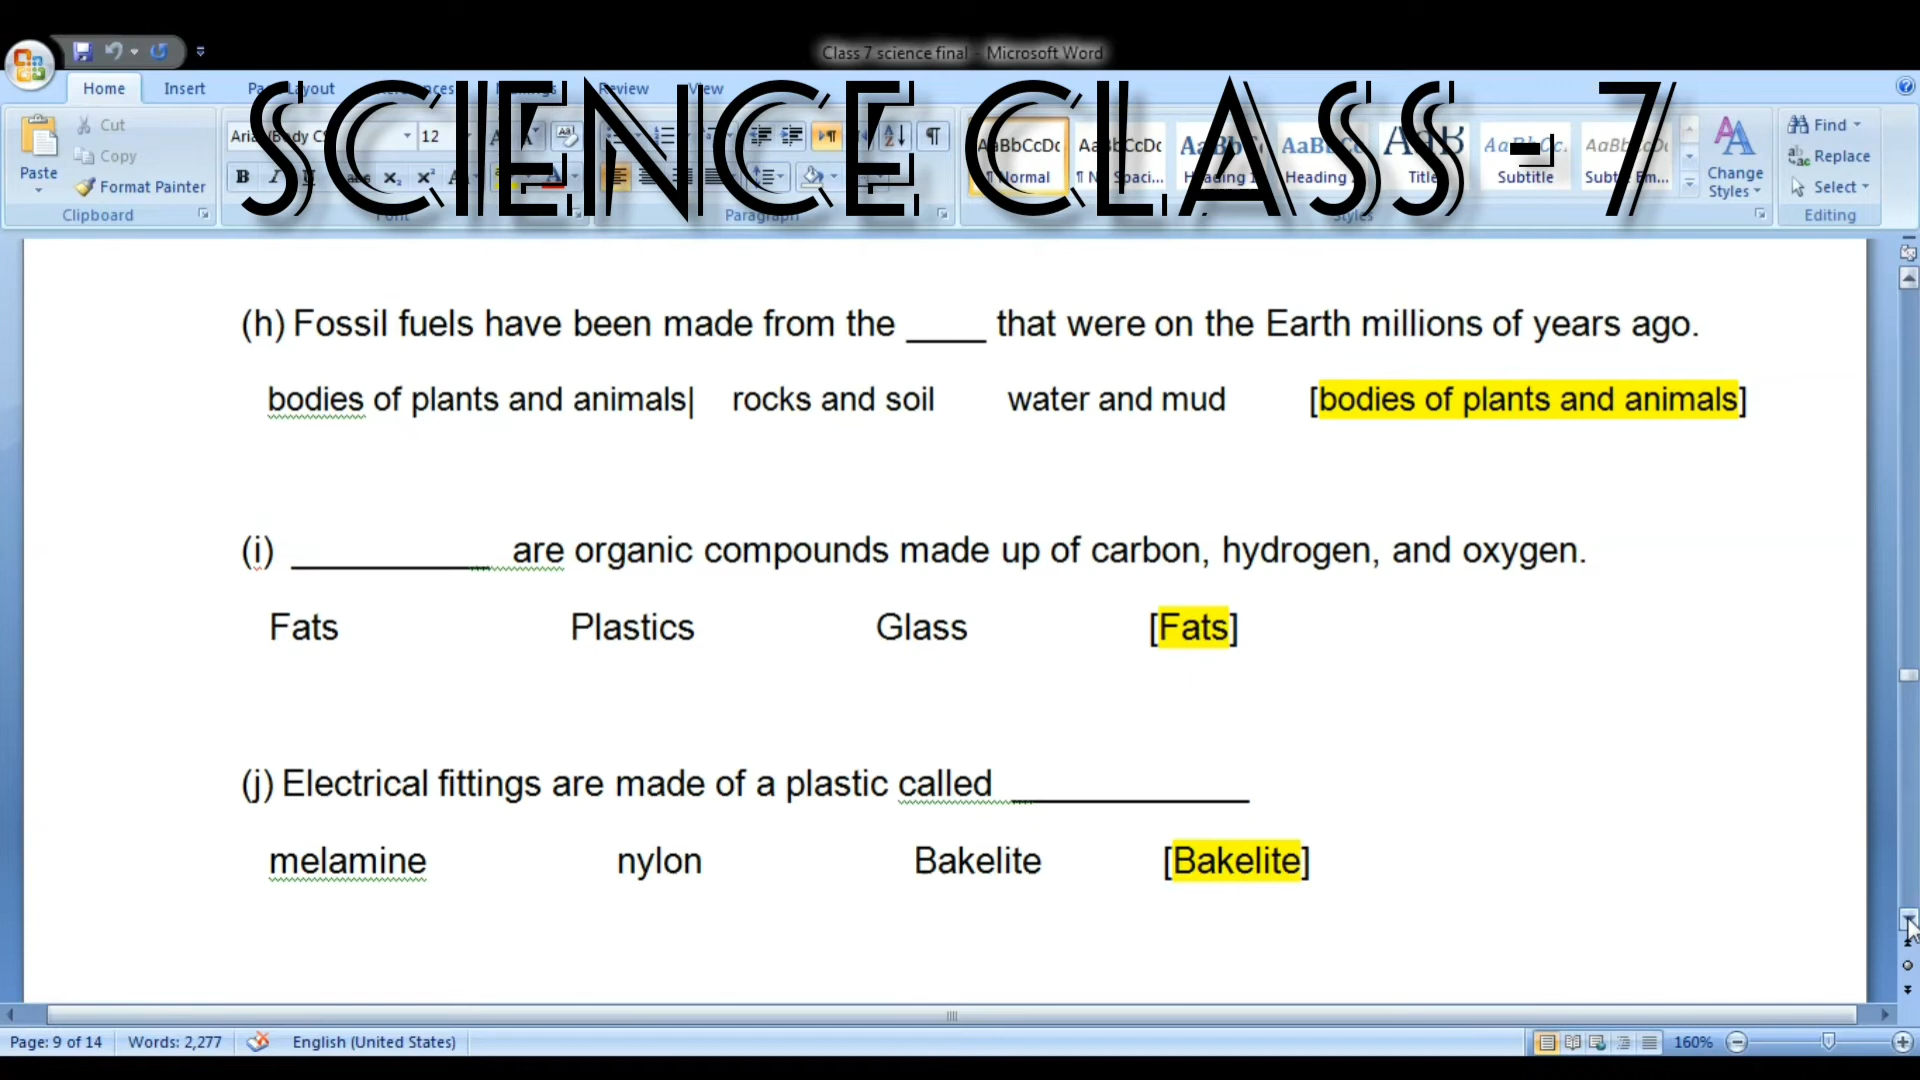 Class 7 science final - Microsoft Word
Home Insert Review View
SCIENCE CLASS - 7
Paste Cut Copy Format Painter
Clipboard
12
AaBbCcDc AaBbCcDc
Normal
Subtitle
Change Styles
Find Replace Select
Editing
Paragraph
(h) Fossil fuels have been made from the ____ that were on the Earth millions of years ago.
bodies of plants and animals rocks and soil water and mud [bodies of plants and animals]
(i) __________ are organic compounds made up of carbon, hydrogen, and oxygen.
Fats Plastics Glass [Fats]
(j) Electrical fittings are made of a plastic called ____________
melamine nylon Bakelite [Bakelite]
Page: 9 of 14 Words: 2,277 English (United States) 160%